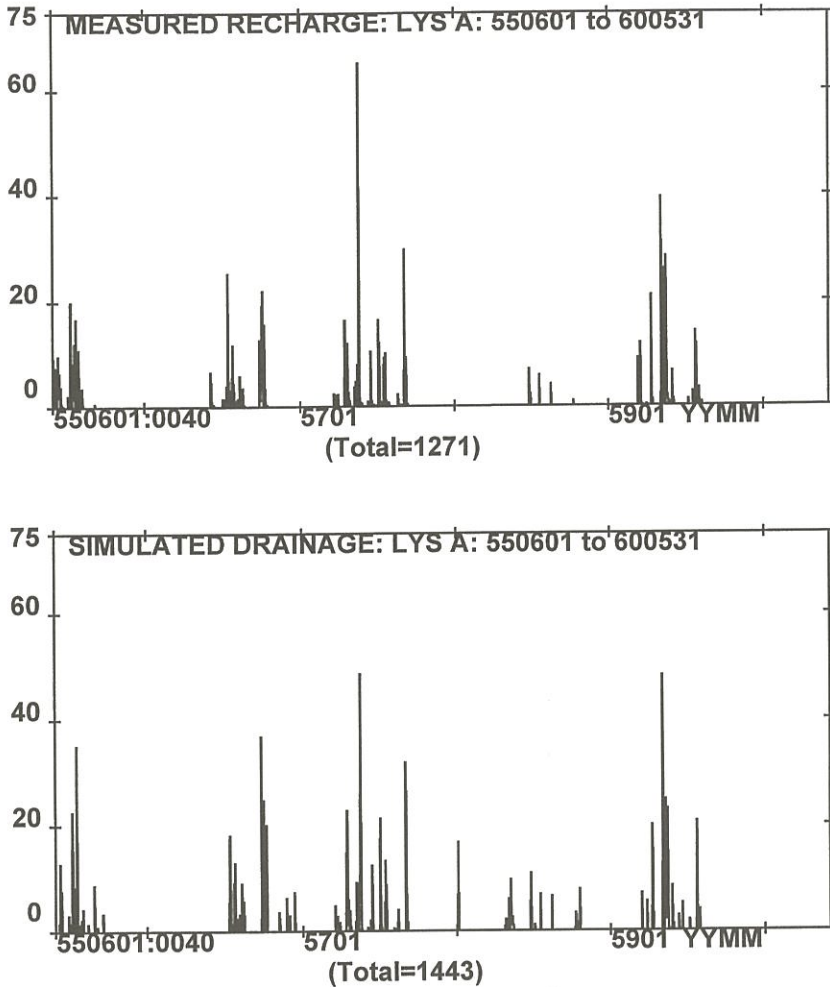 75
MEASURED RECHARGE: LYS A: 550601 to 600531
60
40
20
0
550601:0040 5701 5901 YYMM
(Total=1271)
75
SIMULATED DRAINAGE: LYS A: 550601 to 600531
60
40
20
0
550601:0040 5701 5901 YYMM
(Total=1443)